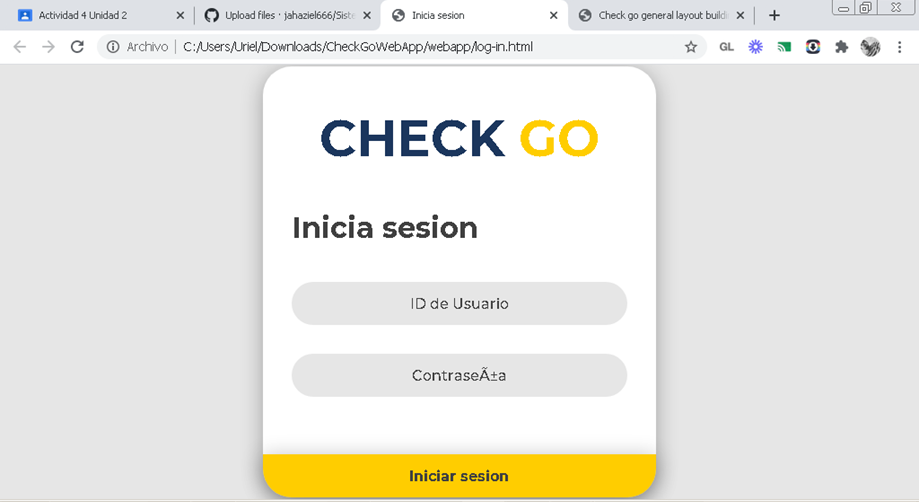 Actividad 4 Unidad 2
Upload files · jahaziel666/Siste
Inicia sesion
Check go general layout buildi
Archivo
C:/Users/Uriel/Downloads/CheckGoWebApp/webapp/log-in.html
GL
CHECK GO
Inicia sesion
ID de Usuario
ContraseÃ±a
Iniciar sesion